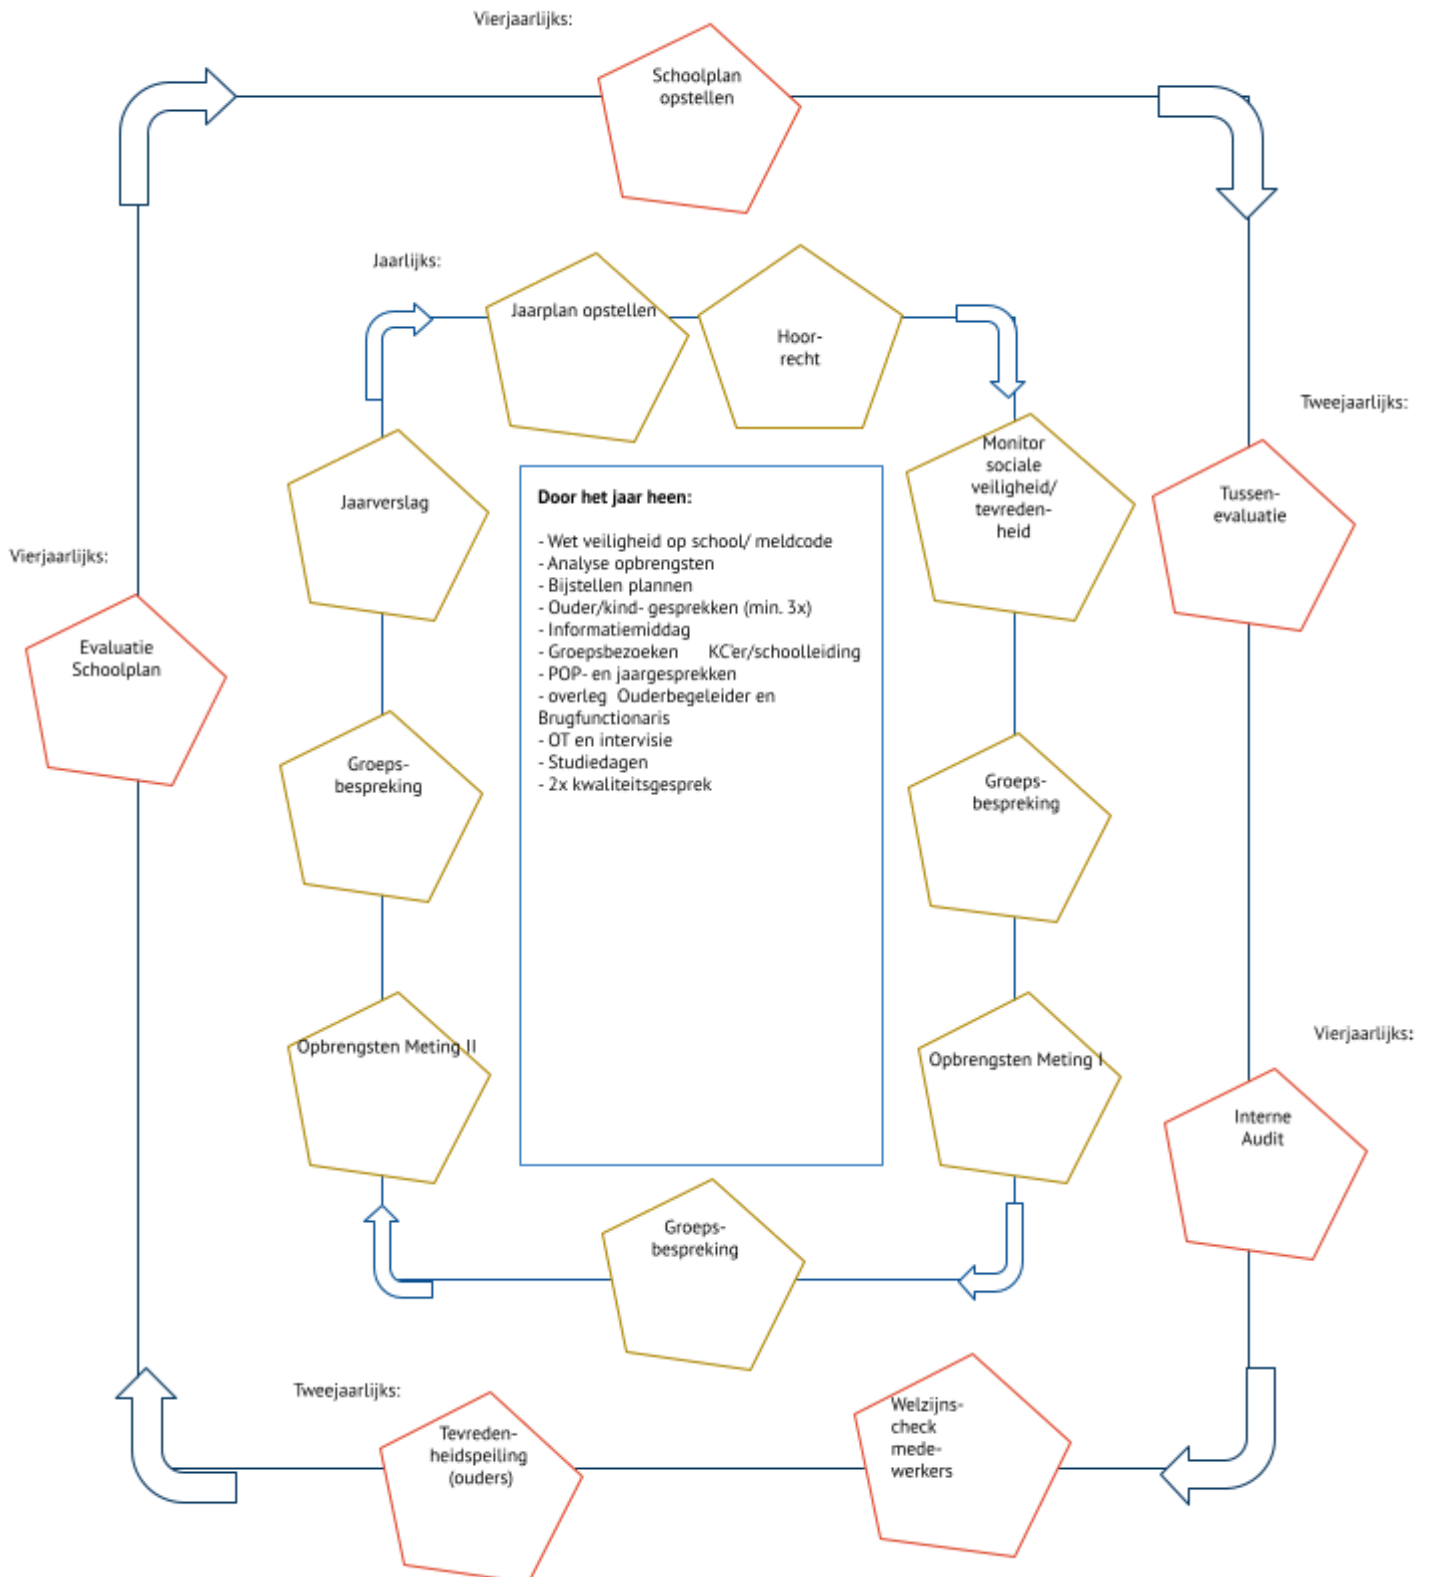 Vierjaarlijks:
Schoolplan
opstellen
Jaarlijks:
Jaarplan opstellen
Hoor-
recht
Tweejaarlijks:
Monitor
sociale
veiligheid/
tevreden-
heid
Tussen-
evaluatie
Jaarverslag
Door het jaar heen:
- Wet veiligheid op school/ meldcode
- Analyse opbrengsten
- Bijstellen plannen
- Ouder/kind- gesprekken (min. 3x)
- Informatiemiddag
- Groepsbezoeken KC'er/schoolleiding
- POP- en jaargesprekken
- overleg Ouderbegeleider en
Brugfunctionaris
- OT en intervisie
- Studiedagen
- 2x kwaliteitsgesprek
Vierjaarlijks:
Evaluatie
Schoolplan
Groeps-
bespreking
Groeps-
bespreking
Opbrengsten Meting II
Opbrengsten Meting I
Vierjaarlijks:
Interne
Audit
Groeps-
bespreking
Tweejaarlijks:
Tevreden-
heidspeiling
(ouders)
Welzijns-
check
mede-
werkers